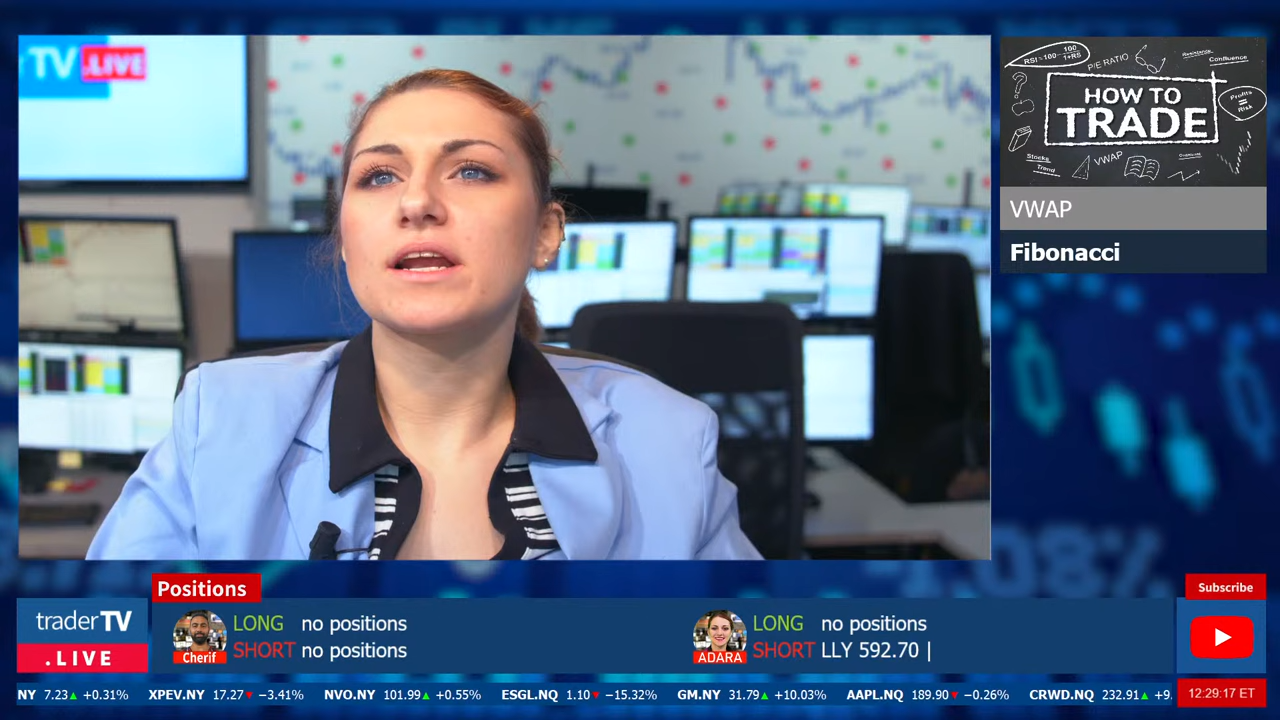 TV .LIVE
RSI=100- 100
1+RS
P/E RATIO
Resistance
Confluence
HOW TO
TRADE
Profits
=
Risk
Stocks
Trend
VWAP
VWAP
Fibonacci
Positions
Subscribe
traderTV
.LIVE
Cherif
LONG no positions
SHORT no positions
ADARA
LONG no positions
SHORT LLY 592.70 |
NY 7.23▲ +0.31% XPEV.NY 17.27▼ −3.41% NVO.NY 101.99▲ +0.55% ESGL.NQ 1.10▼ −15.32% GM.NY 31.79▲ +10.03% AAPL.NQ 189.90▼ −0.26% CRWD.NQ 232.91▲ +9.
12:29:17 ET
.08%